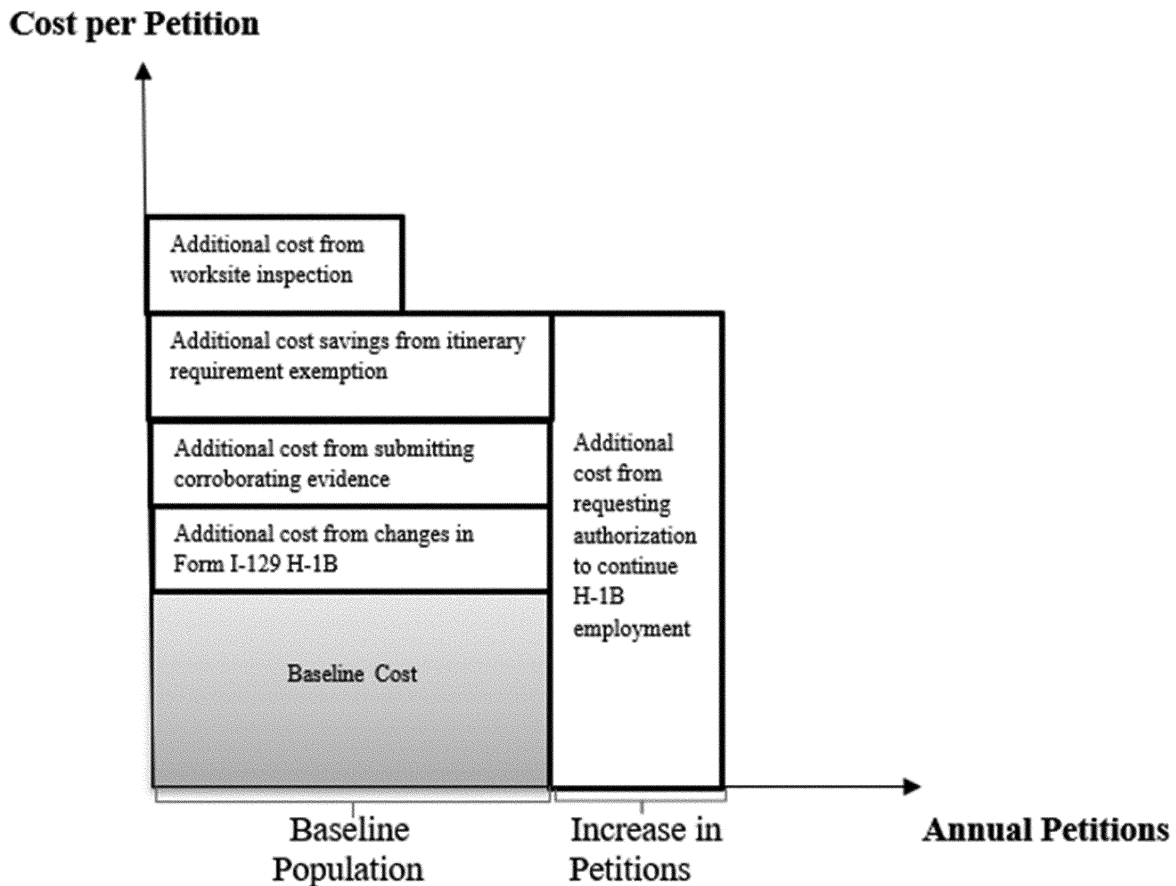 Cost per Petition
Additional cost from
worksite inspection
Additional cost savings from itinerary
requirement exemption
Additional cost from submitting
corroborating evidence
Additional cost from changes in
Form I-129 H-1B
Baseline Cost
Additional
cost from
requesting
authorization
to continue
H-1B
employment
Baseline
Population
Increase in
Petitions
Annual Petitions